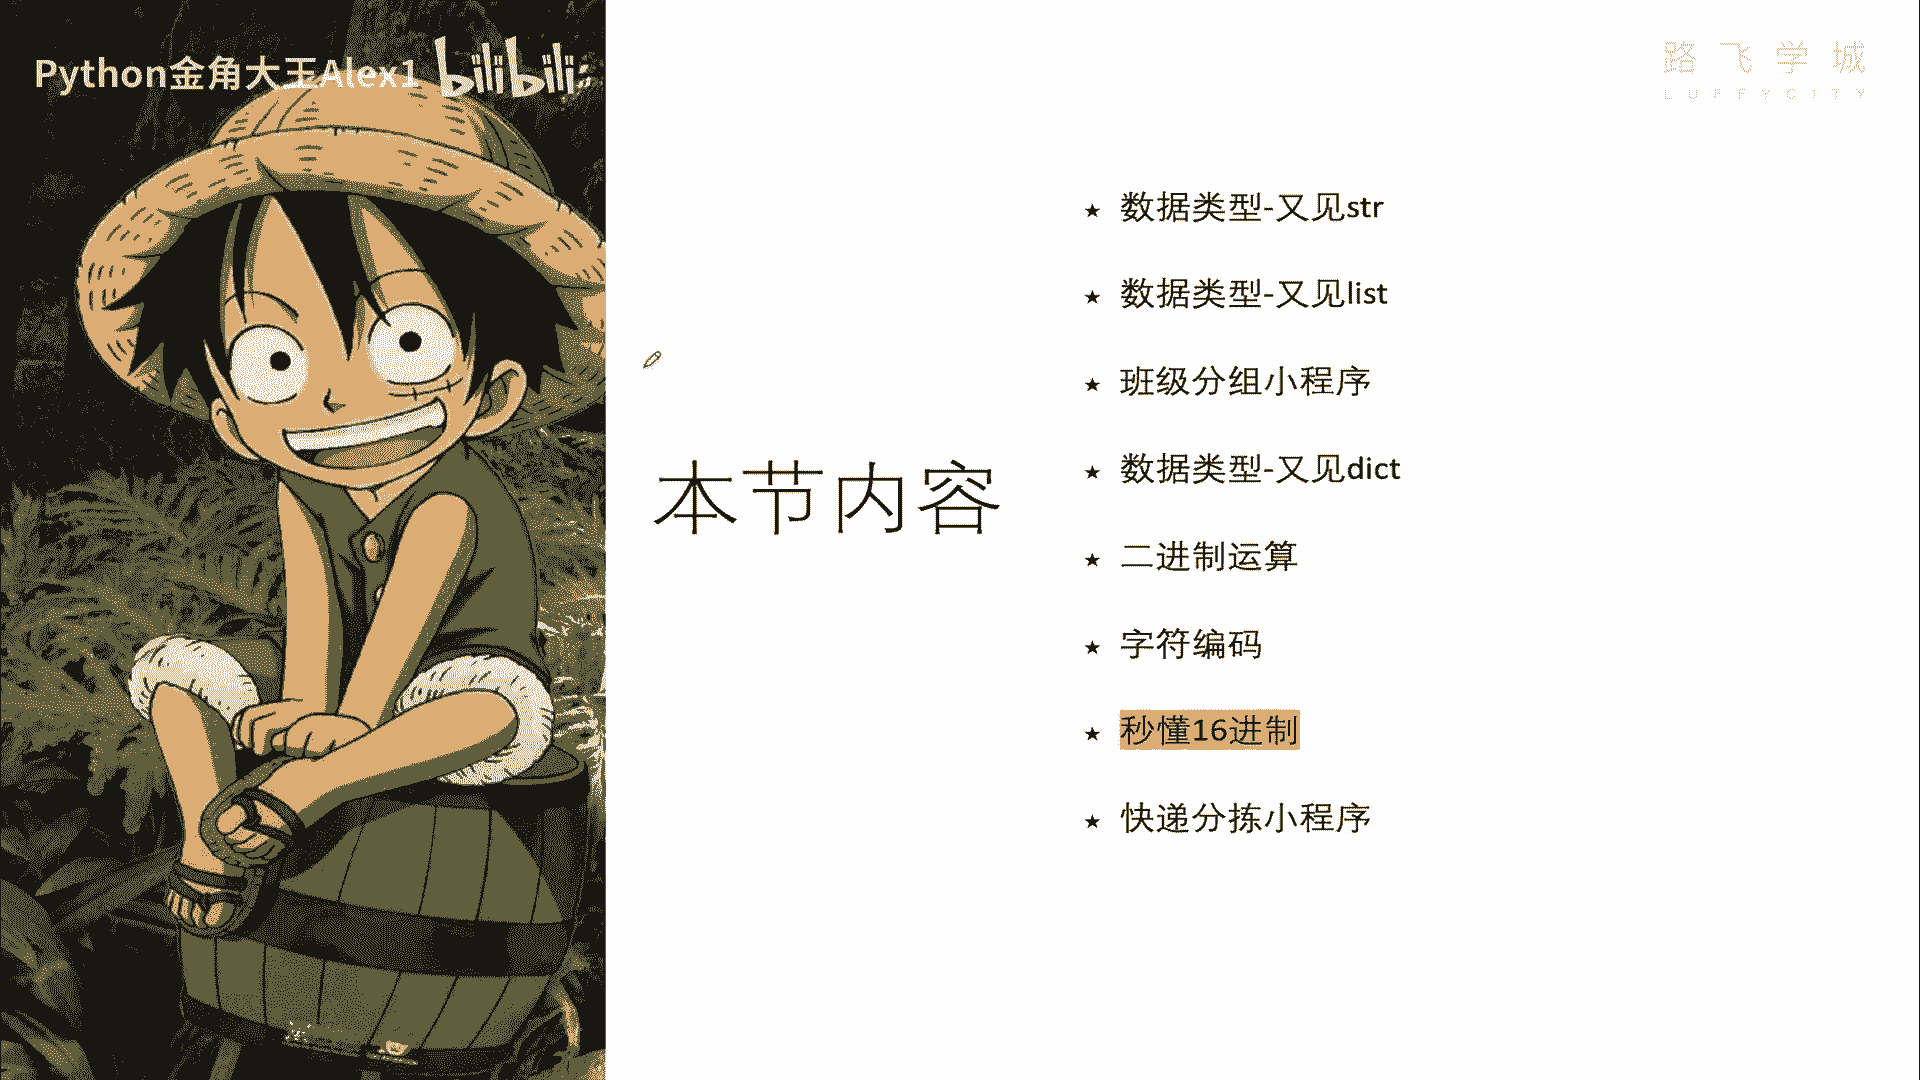 Python金角大王Alex1 bilibili
路飞学城
LUFFYCITY
本节内容
数据类型-又见str
数据类型-又见list
班级分组小程序
数据类型-又见dict
二进制运算
字符编码
秒懂16进制
快递分拣小程序